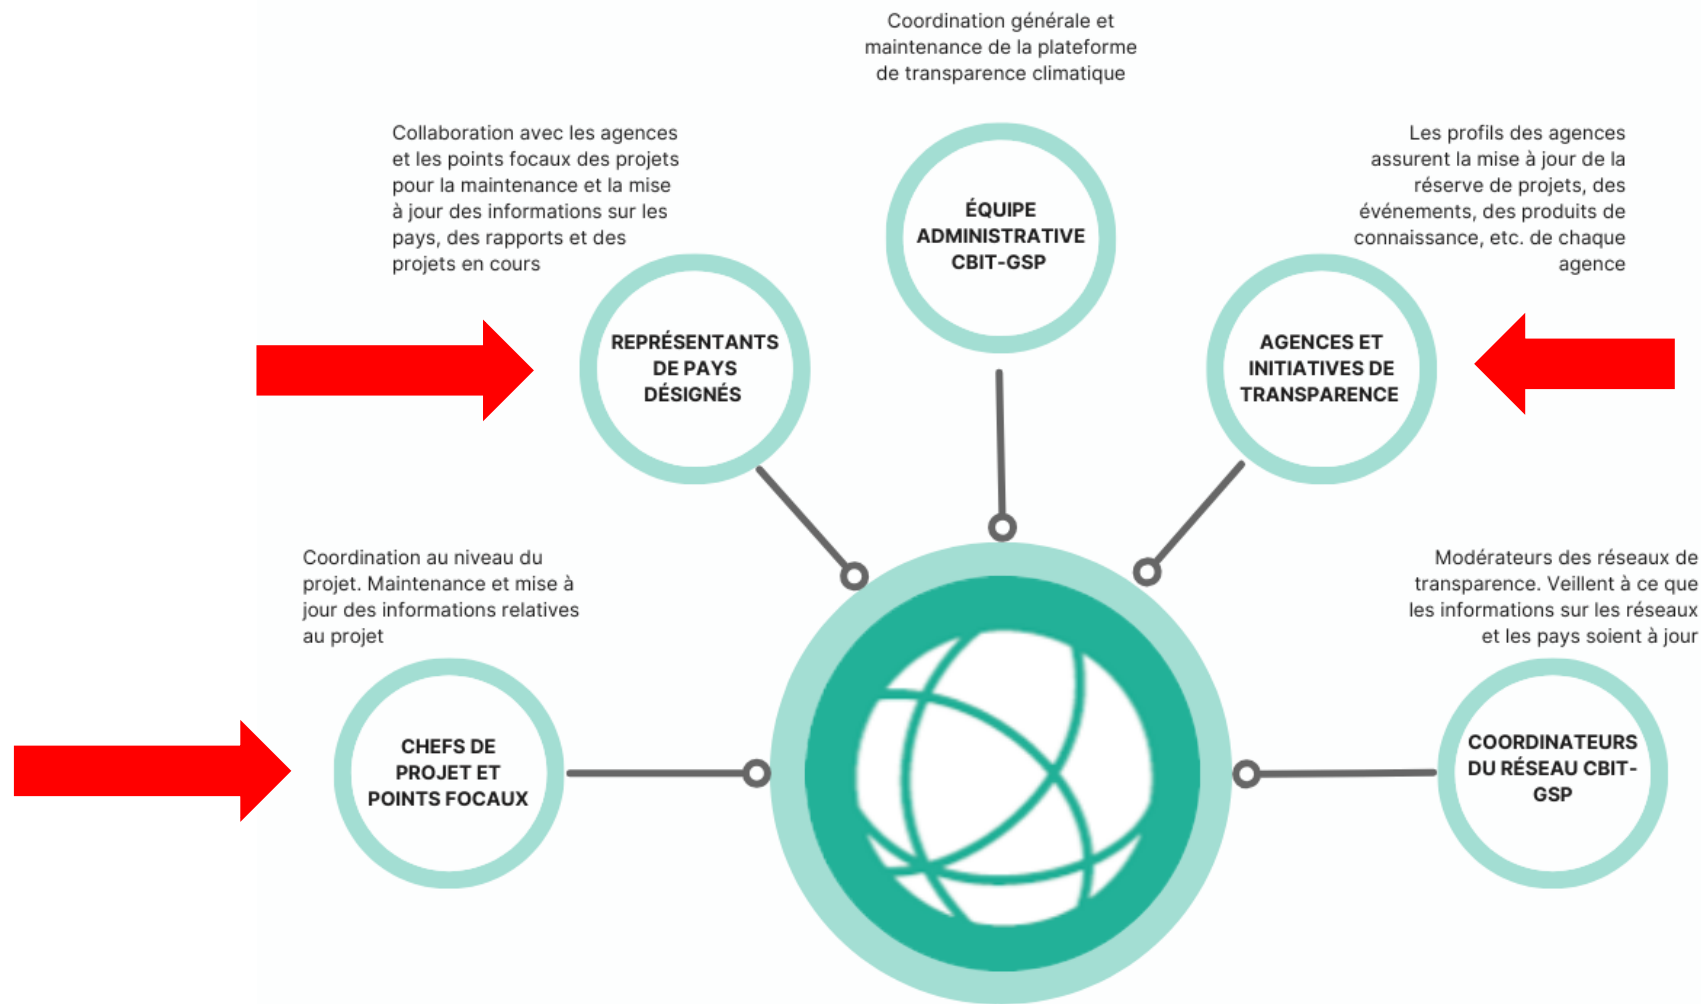 Coordination générale et
maintenance de la plateforme
de transparence climatique
ÉQUIPE
ADMINISTRATIVE
CBIT-GSP
Collaboration avec les agences
et les points focaux des projets
pour la maintenance et la mise
à jour des informations sur les
pays, des rapports et des
projets en cours
REPRÉSENTANTS
DE PAYS
DÉSIGNÉS
Les profils des agences
assurent la mise à jour de la
réserve de projets, des
événements, des produits de
connaissance, etc. de chaque
agence
AGENCES ET
INITIATIVES DE
TRANSPARENCE
Coordination au niveau du
projet. Maintenance et mise à
jour des informations relatives
au projet
CHEFS DE
PROJET ET
POINTS FOCAUX
Modérateurs des réseaux de
transparence. Veillent à ce que
les informations sur les réseaux
et les pays soient à jour
COORDINATEURS
DU RÉSEAU CBIT-
GSP